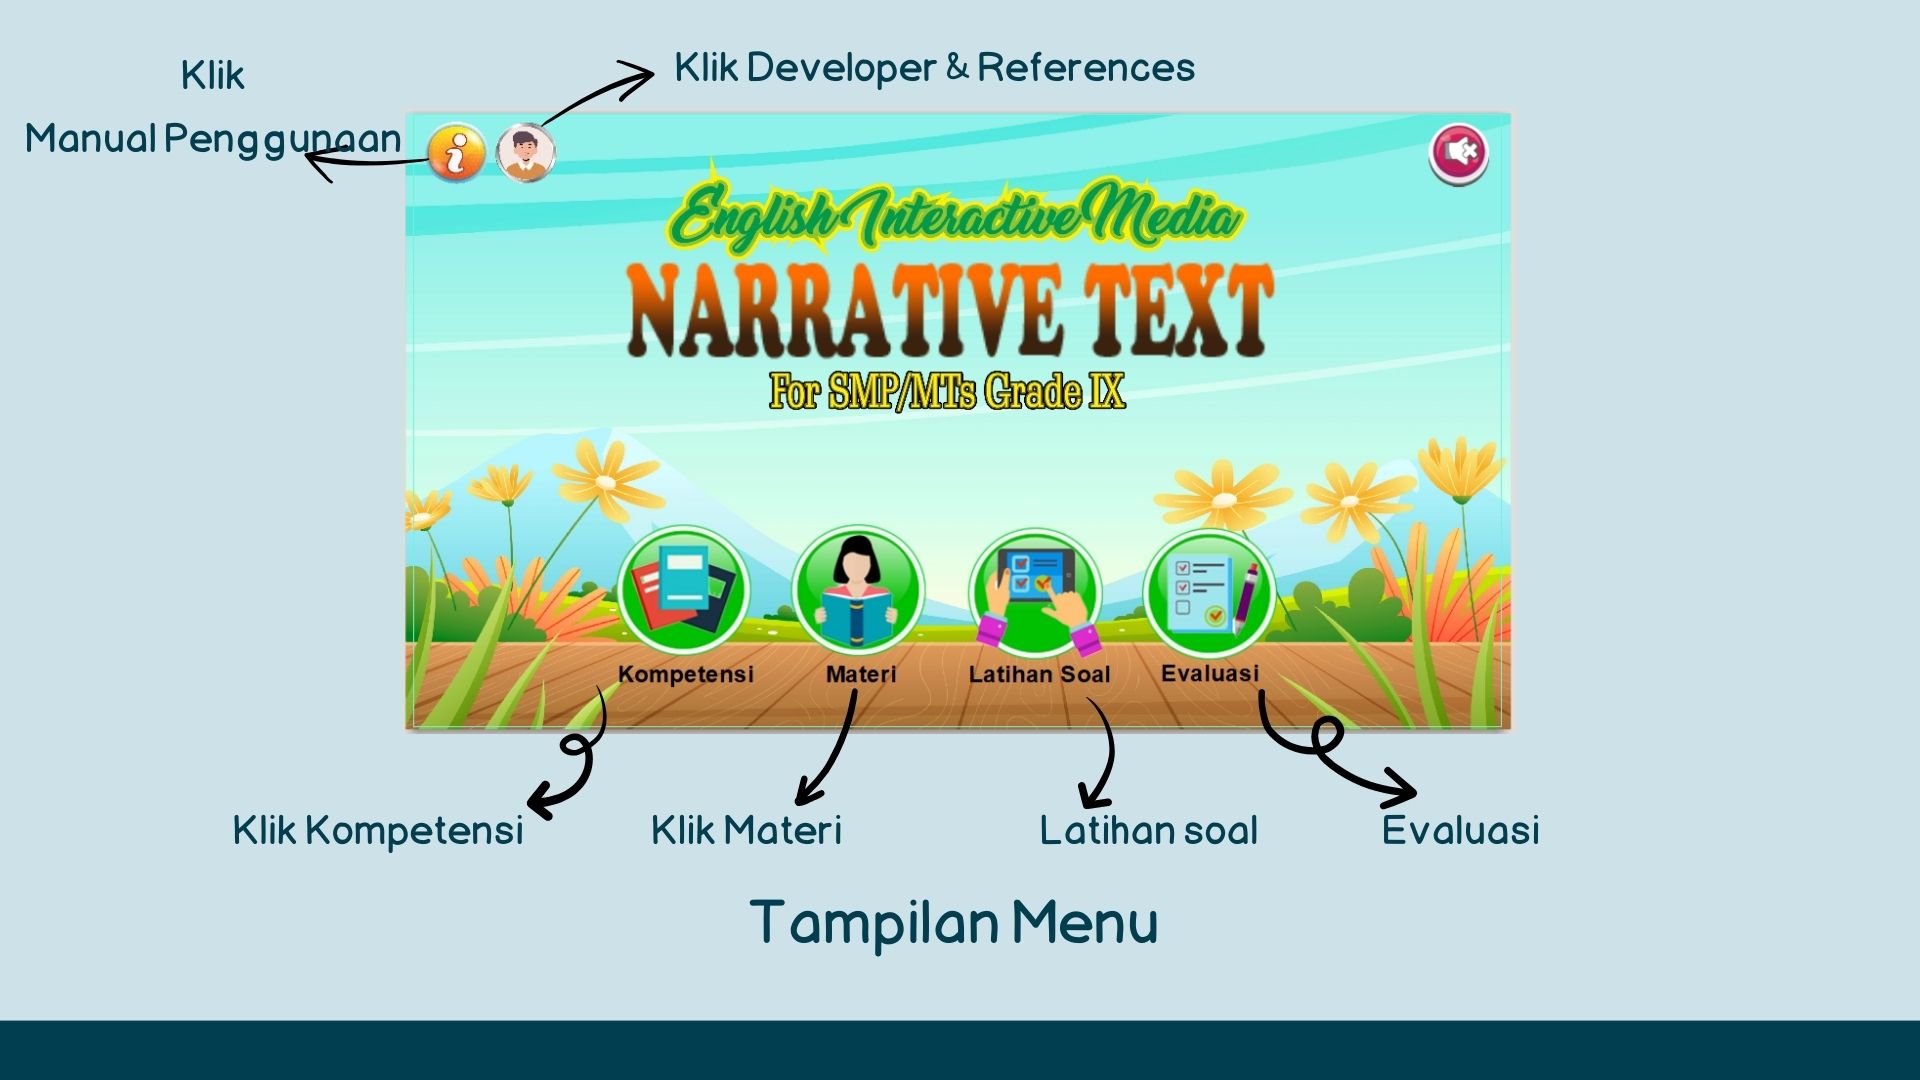 Klik
Manual Penggunaan
Klik Developer & References
i
English Interactive Media
NARRATIVE TEXT
For SMP/MTs Grade IX
Kompetensi
Materi
Latihan Soal
Evaluasi
Klik Kompetensi
Klik Materi
Latihan soal
Evaluasi
Tampilan Menu